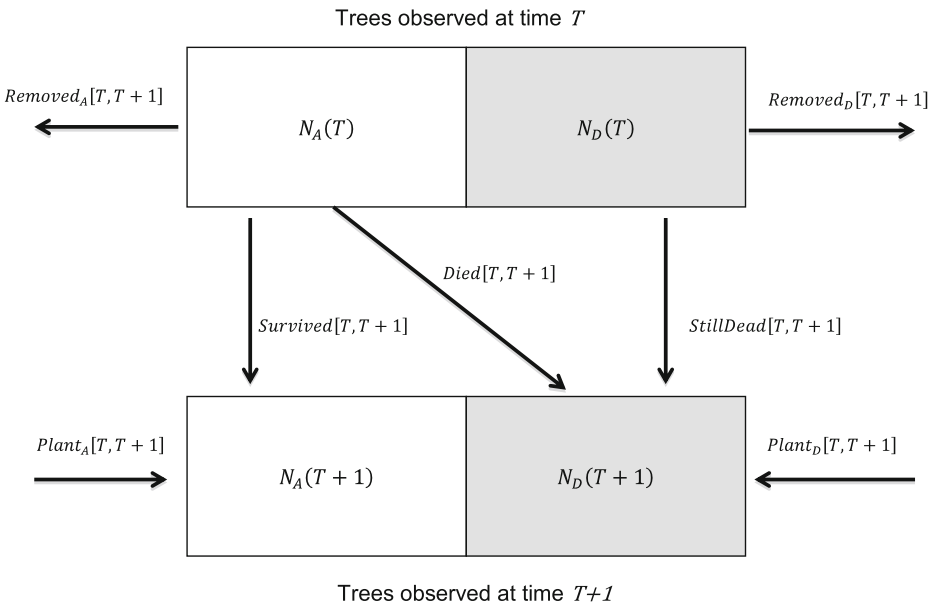 Trees observed at time T
Removed_A[T, T + 1]
N_A(T)
N_D(T)
Removed_D[T, T + 1]
Died[T, T + 1]
Survived[T, T + 1]
StillDead[T, T + 1]
Plant_A[T, T + 1]
N_A(T + 1)
N_D(T + 1)
Plant_D[T, T + 1]
Trees observed at time T+1